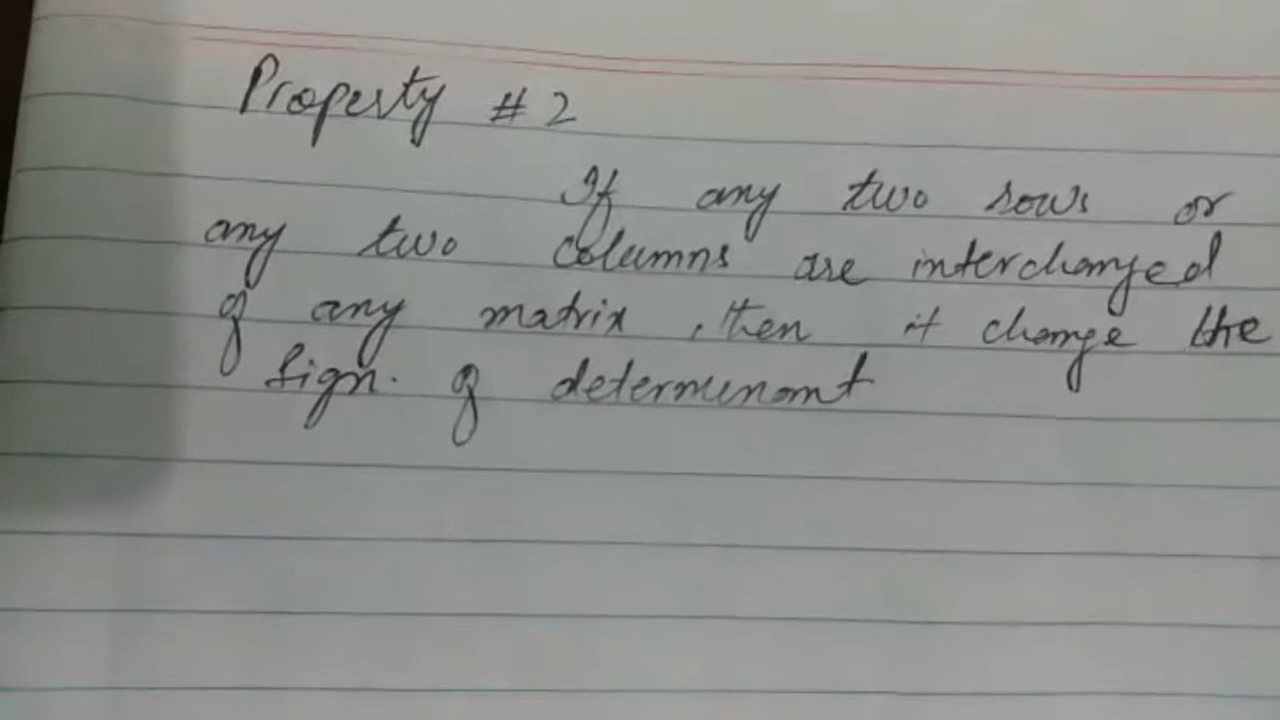 Property # 2
If any two rows or
any two columns are interchanged
of any matrix , then it change the
sign. of determenant